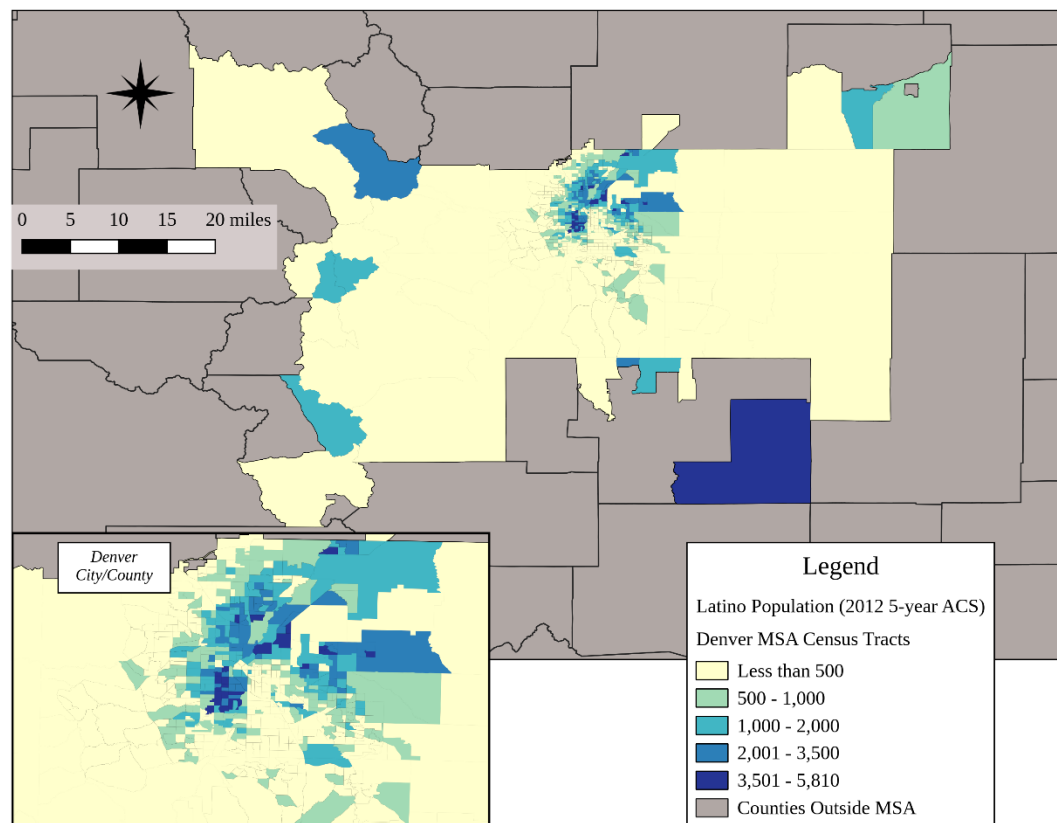 0 5 10 15 20 miles
Denver
City/County
Legend
Latino Population (2012 5-year ACS)
Denver MSA Census Tracts
Less than 500
500 - 1,000
1,000 - 2,000
2,001 - 3,500
3,501 - 5,810
Counties Outside MSA